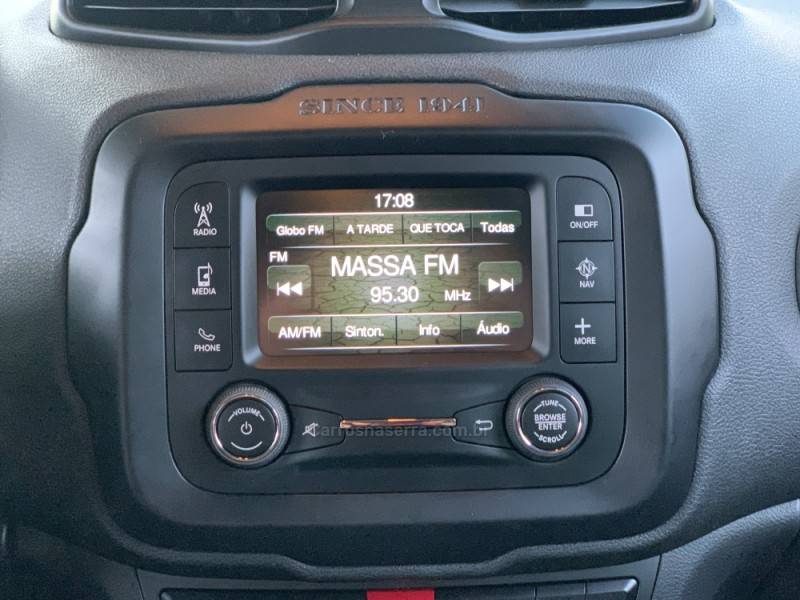 SINCE 1941
17:08
Globo FM A TARDE QUE TOCA Todas
FM
MASSA FM
95.30 MHz
AM/FM Sinton. Info Áudio
RADIO
MEDIA
PHONE
ON/OFF
N
NAV
MORE
VOLUME
carrosnaserra.com.br
TUNE
BROWSE
ENTER
SCROLL